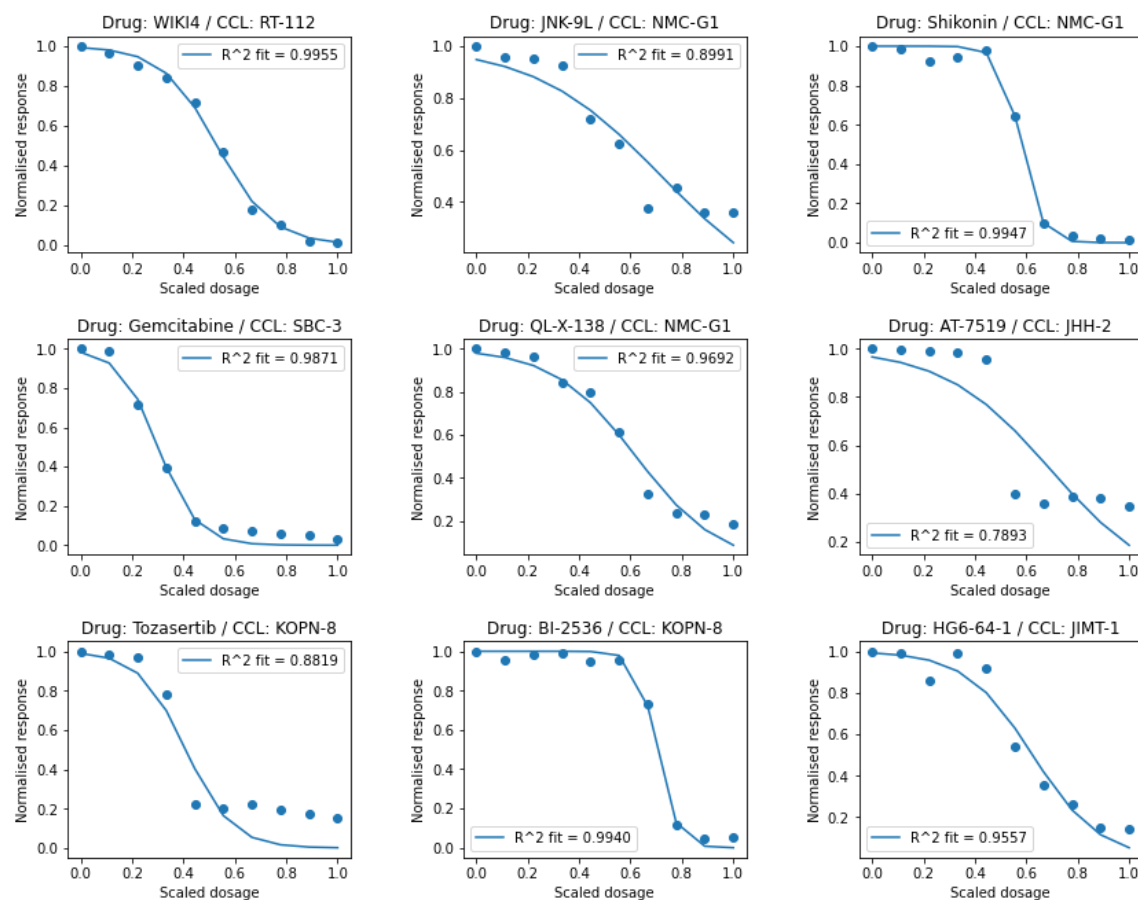 Drug: WIKI4 / CCL: RT-112
1.0
0.8
0.6
0.4
0.2
0.0
Normalised response
R^2 fit = 0.9955
0.0 0.2 0.4 0.6 0.8 1.0
Scaled dosage
Drug: JNK-9L / CCL: NMC-G1
1.0
0.8
0.6
0.4
Normalised response
R^2 fit = 0.8991
0.0 0.2 0.4 0.6 0.8 1.0
Scaled dosage
Drug: Shikonin / CCL: NMC-G1
1.0
0.8
0.6
0.4
0.2
0.0
Normalised response
R^2 fit = 0.9947
0.0 0.2 0.4 0.6 0.8 1.0
Scaled dosage
Drug: Gemcitabine / CCL: SBC-3
1.0
0.8
0.6
0.4
0.2
0.0
Normalised response
R^2 fit = 0.9871
0.0 0.2 0.4 0.6 0.8 1.0
Scaled dosage
Drug: QL-X-138 / CCL: NMC-G1
1.0
0.8
0.6
0.4
0.2
Normalised response
R^2 fit = 0.9692
0.0 0.2 0.4 0.6 0.8 1.0
Scaled dosage
Drug: AT-7519 / CCL: JHH-2
1.0
0.8
0.6
0.4
0.2
Normalised response
R^2 fit = 0.7893
0.0 0.2 0.4 0.6 0.8 1.0
Scaled dosage
Drug: Tozasertib / CCL: KOPN-8
1.0
0.8
0.6
0.4
0.2
0.0
Normalised response
R^2 fit = 0.8819
0.0 0.2 0.4 0.6 0.8 1.0
Scaled dosage
Drug: BI-2536 / CCL: KOPN-8
1.0
0.8
0.6
0.4
0.2
0.0
Normalised response
R^2 fit = 0.9940
0.0 0.2 0.4 0.6 0.8 1.0
Scaled dosage
Drug: HG6-64-1 / CCL: JIMT-1
1.0
0.8
0.6
0.4
0.2
Normalised response
R^2 fit = 0.9557
0.0 0.2 0.4 0.6 0.8 1.0
Scaled dosage